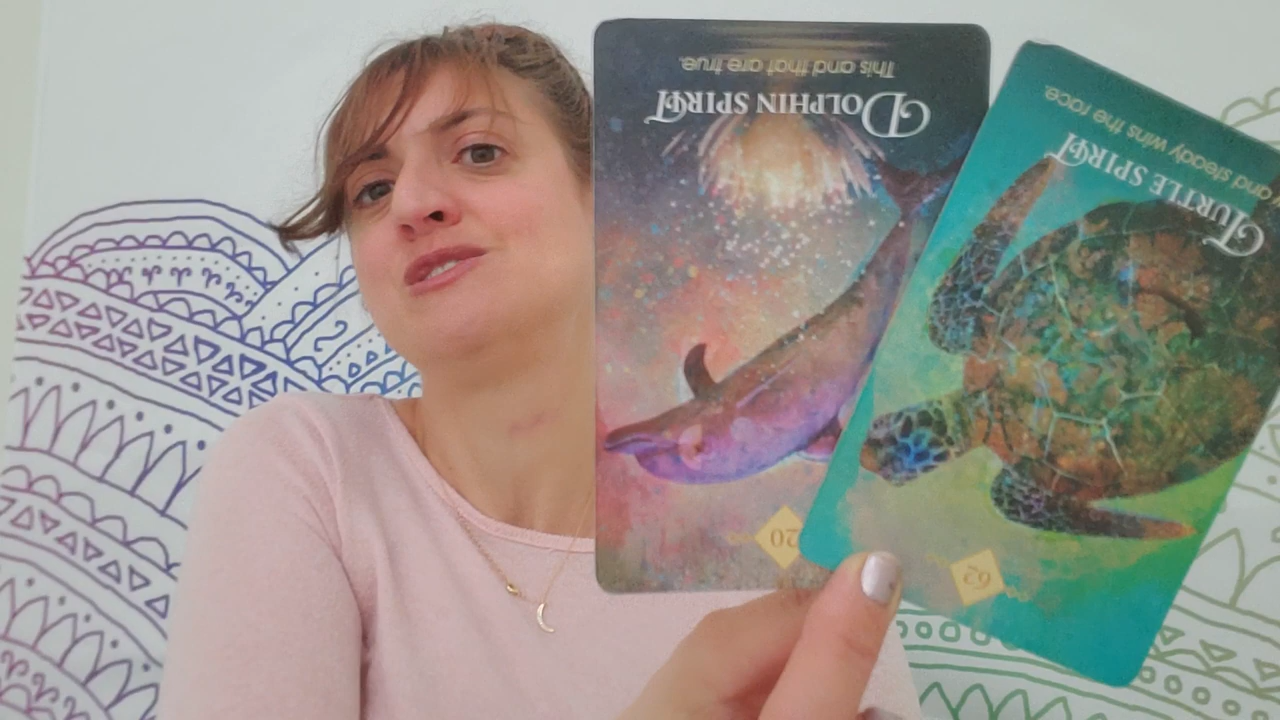 20
DOLPHIN SPIRIT
This and that are true.
62
TURTLE SPIRIT
and steady wins the race.